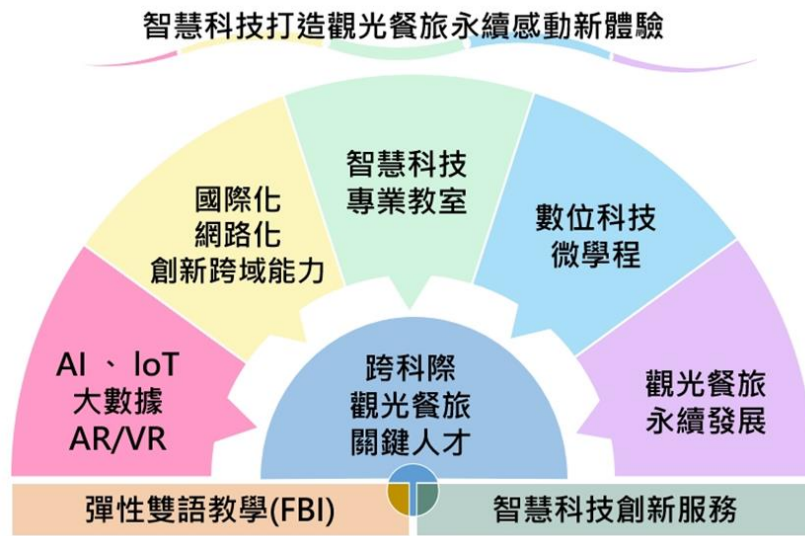 智慧科技打造觀光餐旅永續感動新體驗
AI 、 IoT
大數據
AR/VR
國際化
網路化
創新跨域能力
智慧科技
專業教室
數位科技
微學程
觀光餐旅
永續發展
跨科際
觀光餐旅
關鍵人才
彈性雙語教學(FBI)
智慧科技創新服務